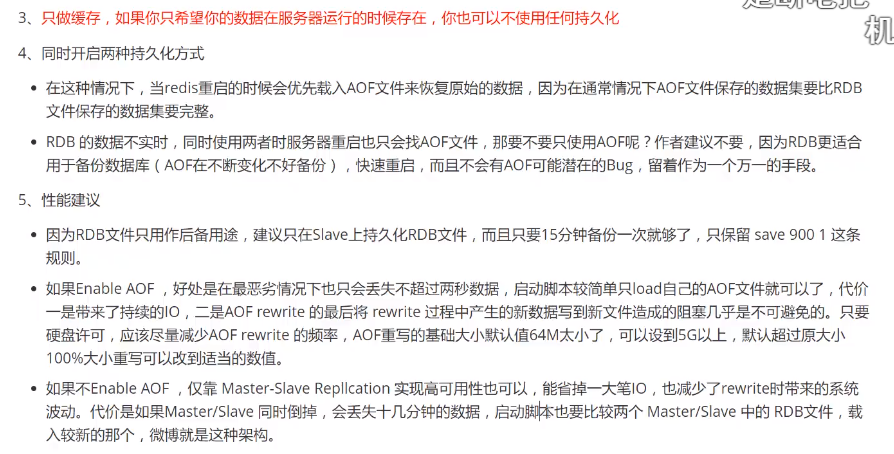 3、只做缓存，如果你只希望你的数据在服务器运行的时候存在，你也可以不使用任何持久化
4、同时开启两种持久化方式
• 在这种情况下，当redis重启的时候会优先载入AOF文件来恢复原始的数据，因为在通常情况下AOF文件保存的数据集要比RDB
文件保存的数据集要完整。
• RDB 的数据不实时，同时使用两者时服务器重启也只会找AOF文件，那要不要只使用AOF呢？作者建议不要，因为RDB更适合
用于备份数据库（AOF在不断变化不好备份），快速重启，而且不会有AOF可能潜在的Bug，留着作为一个万一的手段。
5、性能建议
• 因为RDB文件只用作后备用途，建议只在Slave上持久化RDB文件，而且只要15分钟备份一次就够了，只保留 save 900 1 这条
规则。
• 如果Enable AOF ，好处是在最恶劣情况下也只会丢失不超过两秒数据，启动脚本较简单只load自己的AOF文件就可以了，代价
一是带来了持续的IO，二是AOF rewrite 的最后将 rewrite 过程中产生的新数据写到新文件造成的阻塞几乎是不可避免的。只要
硬盘许可，应该尽量减少AOF rewrite 的频率，AOF重写的基础大小默认值64M太小了，可以设到5G以上，默认超过原大小
100%大小重写可以改到适当的数值。
• 如果不Enable AOF ，仅靠 Master-Slave Repllcation 实现高可用性也可以，能省掉一大笔IO，也减少了rewrite时带来的系统
波动。代价是如果Master/Slave 同时倒掉，会丢失十几分钟的数据，启动脚本也要比较两个 Master/Slave 中的 RDB文件，载
入较新的那个，微博就是这种架构。
机